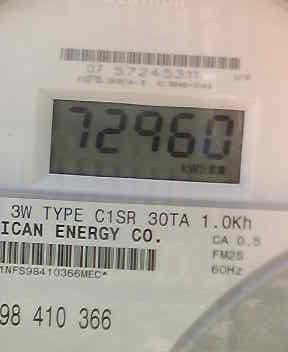 07 57245311
72960
3W TYPE C1SR 30TA 1.0Kh
ICAN ENERGY CO.
CA 0.5
FM2S
60Hz
1NFS98410366MEC*
98 410 366